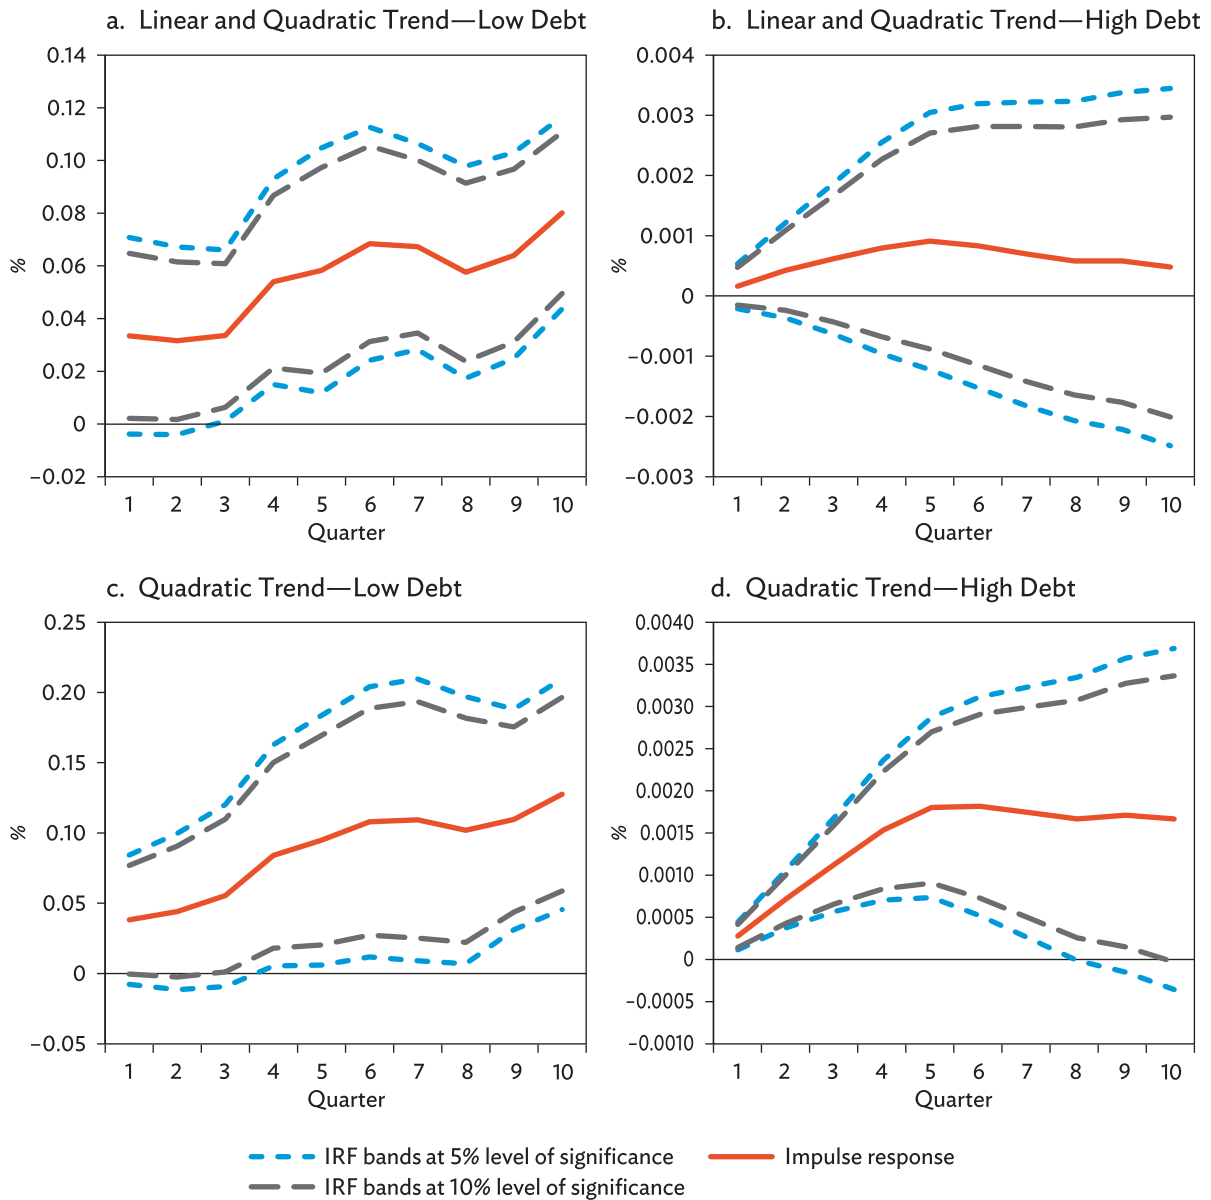 a. Linear and Quadratic Trend—Low Debt
0.14
0.12
0.10
0.08
0.06
0.04
0.02
0
–0.02
%
1 2 3 4 5 6 7 8 9 10
Quarter
b. Linear and Quadratic Trend—High Debt
0.004
0.003
0.002
0.001
0
–0.001
–0.002
–0.003
%
1 2 3 4 5 6 7 8 9 10
Quarter
c. Quadratic Trend—Low Debt
0.25
0.20
0.15
0.10
0.05
0
–0.05
%
1 2 3 4 5 6 7 8 9 10
Quarter
d. Quadratic Trend—High Debt
0.0040
0.0035
0.0030
0.0025
0.0020
0.0015
0.0010
0.0005
0
–0.0005
–0.0010
%
1 2 3 4 5 6 7 8 9 10
Quarter
IRF bands at 5% level of significance
Impulse response
IRF bands at 10% level of significance